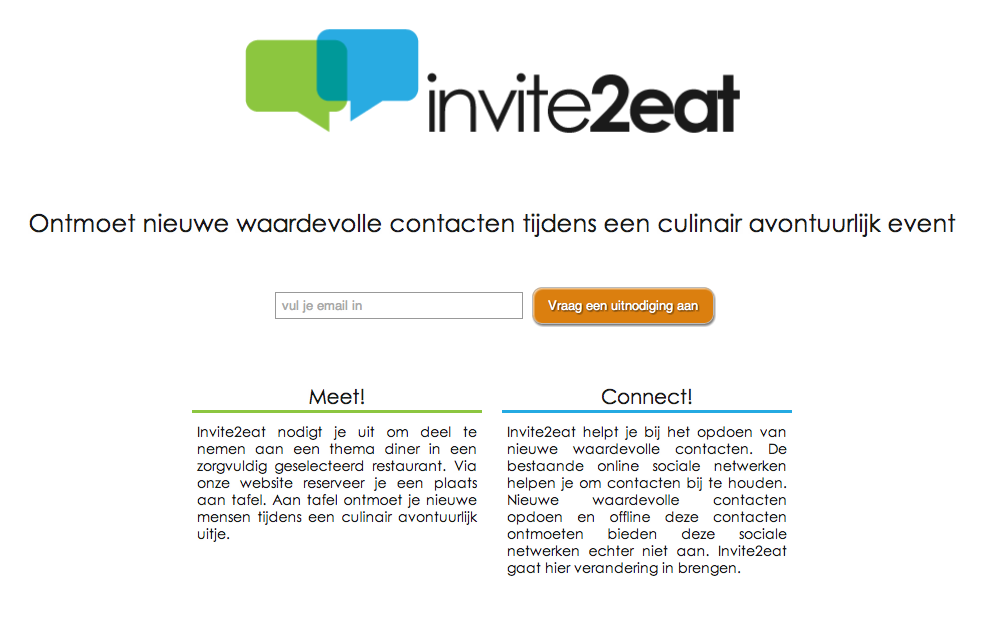 invite2eat
Ontmoet nieuwe waardevolle contacten tijdens een culinair avontuurlijk event
vul je email in
Vraag een uitnodiging aan
Meet!
Invite2eat nodigt je uit om deel te
nemen aan een thema diner in een
zorgvuldig geselecteerd restaurant. Via
onze website reserveer je een plaats
aan tafel. Aan tafel ontmoet je nieuwe
mensen tijdens een culinair avontuurlijk
uitje.
Connect!
Invite2eat helpt je bij het opdoen van
nieuwe waardevolle contacten. De
bestaande online sociale netwerken
helpen je om contacten bij te houden.
Nieuwe waardevolle contacten
opdoen en offline deze contacten
ontmoeten bieden deze sociale
netwerken echter niet aan. Invite2eat
gaat hier verandering in brengen.